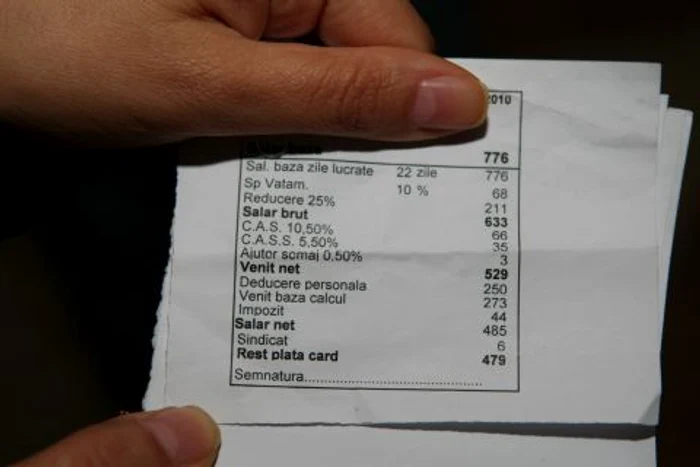 2010
776
Sal. baza zile lucrate 22 zile 776
Sp Vatam. 10 % 68
Reducere 25% 211
Salar brut 633
C.A.S. 10,50% 66
C.A.S.S. 5,50% 35
Ajutor somaj 0.50% 3
Venit net 529
Deducere personala 250
Venit baza calcul 273
Impozit 44
Salar net 485
Sindicat 6
Rest plata card 479
Semnatura..............................................